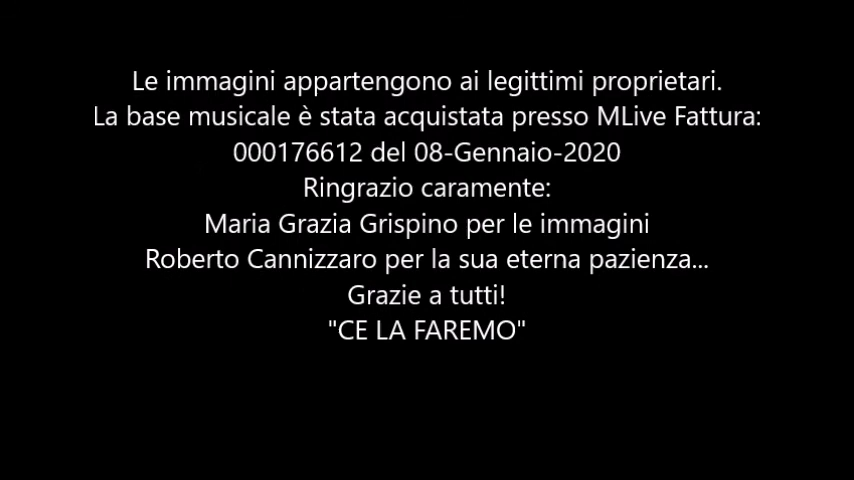 Le immagini appartengono ai legittimi proprietari.
La base musicale è stata acquistata presso MLive Fattura:
000176612 del 08-Gennaio-2020
Ringrazio caramente:
Maria Grazia Grispino per le immagini
Roberto Cannizzaro per la sua eterna pazienza...
Grazie a tutti!
"CE LA FAREMO"